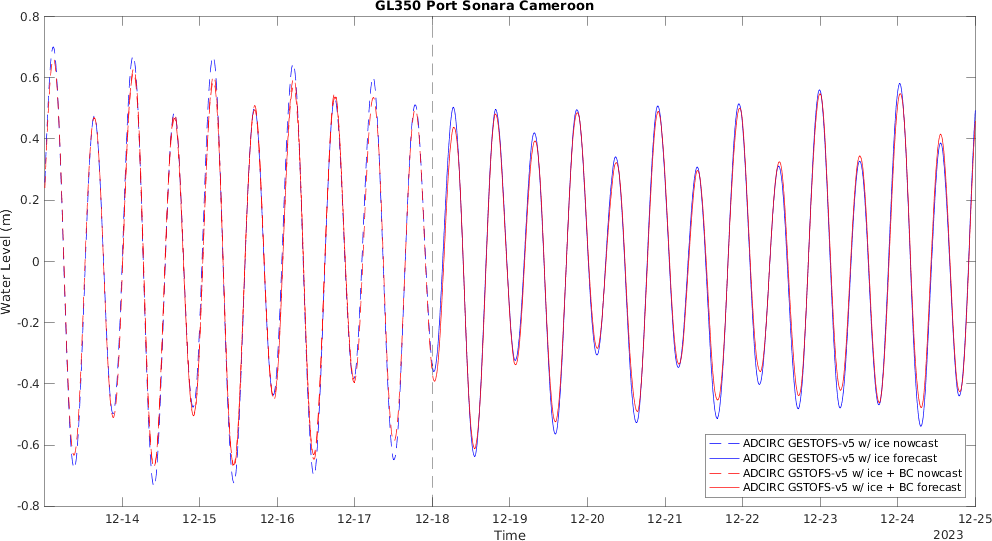 GL350 Port Sonara Cameroon
Water Level (m)
0.8
0.6
0.4
0.2
0
-0.2
-0.4
-0.6
-0.8
ADCIRC GESTOFS-v5 w/ ice nowcast
ADCIRC GESTOFS-v5 w/ ice forecast
ADCIRC GSTOFS-v5 w/ ice + BC nowcast
ADCIRC GSTOFS-v5 w/ ice + BC forecast
12-14 12-15 12-16 12-17 12-18 12-19 12-20 12-21 12-22 12-23 12-24 12-25
Time
2023